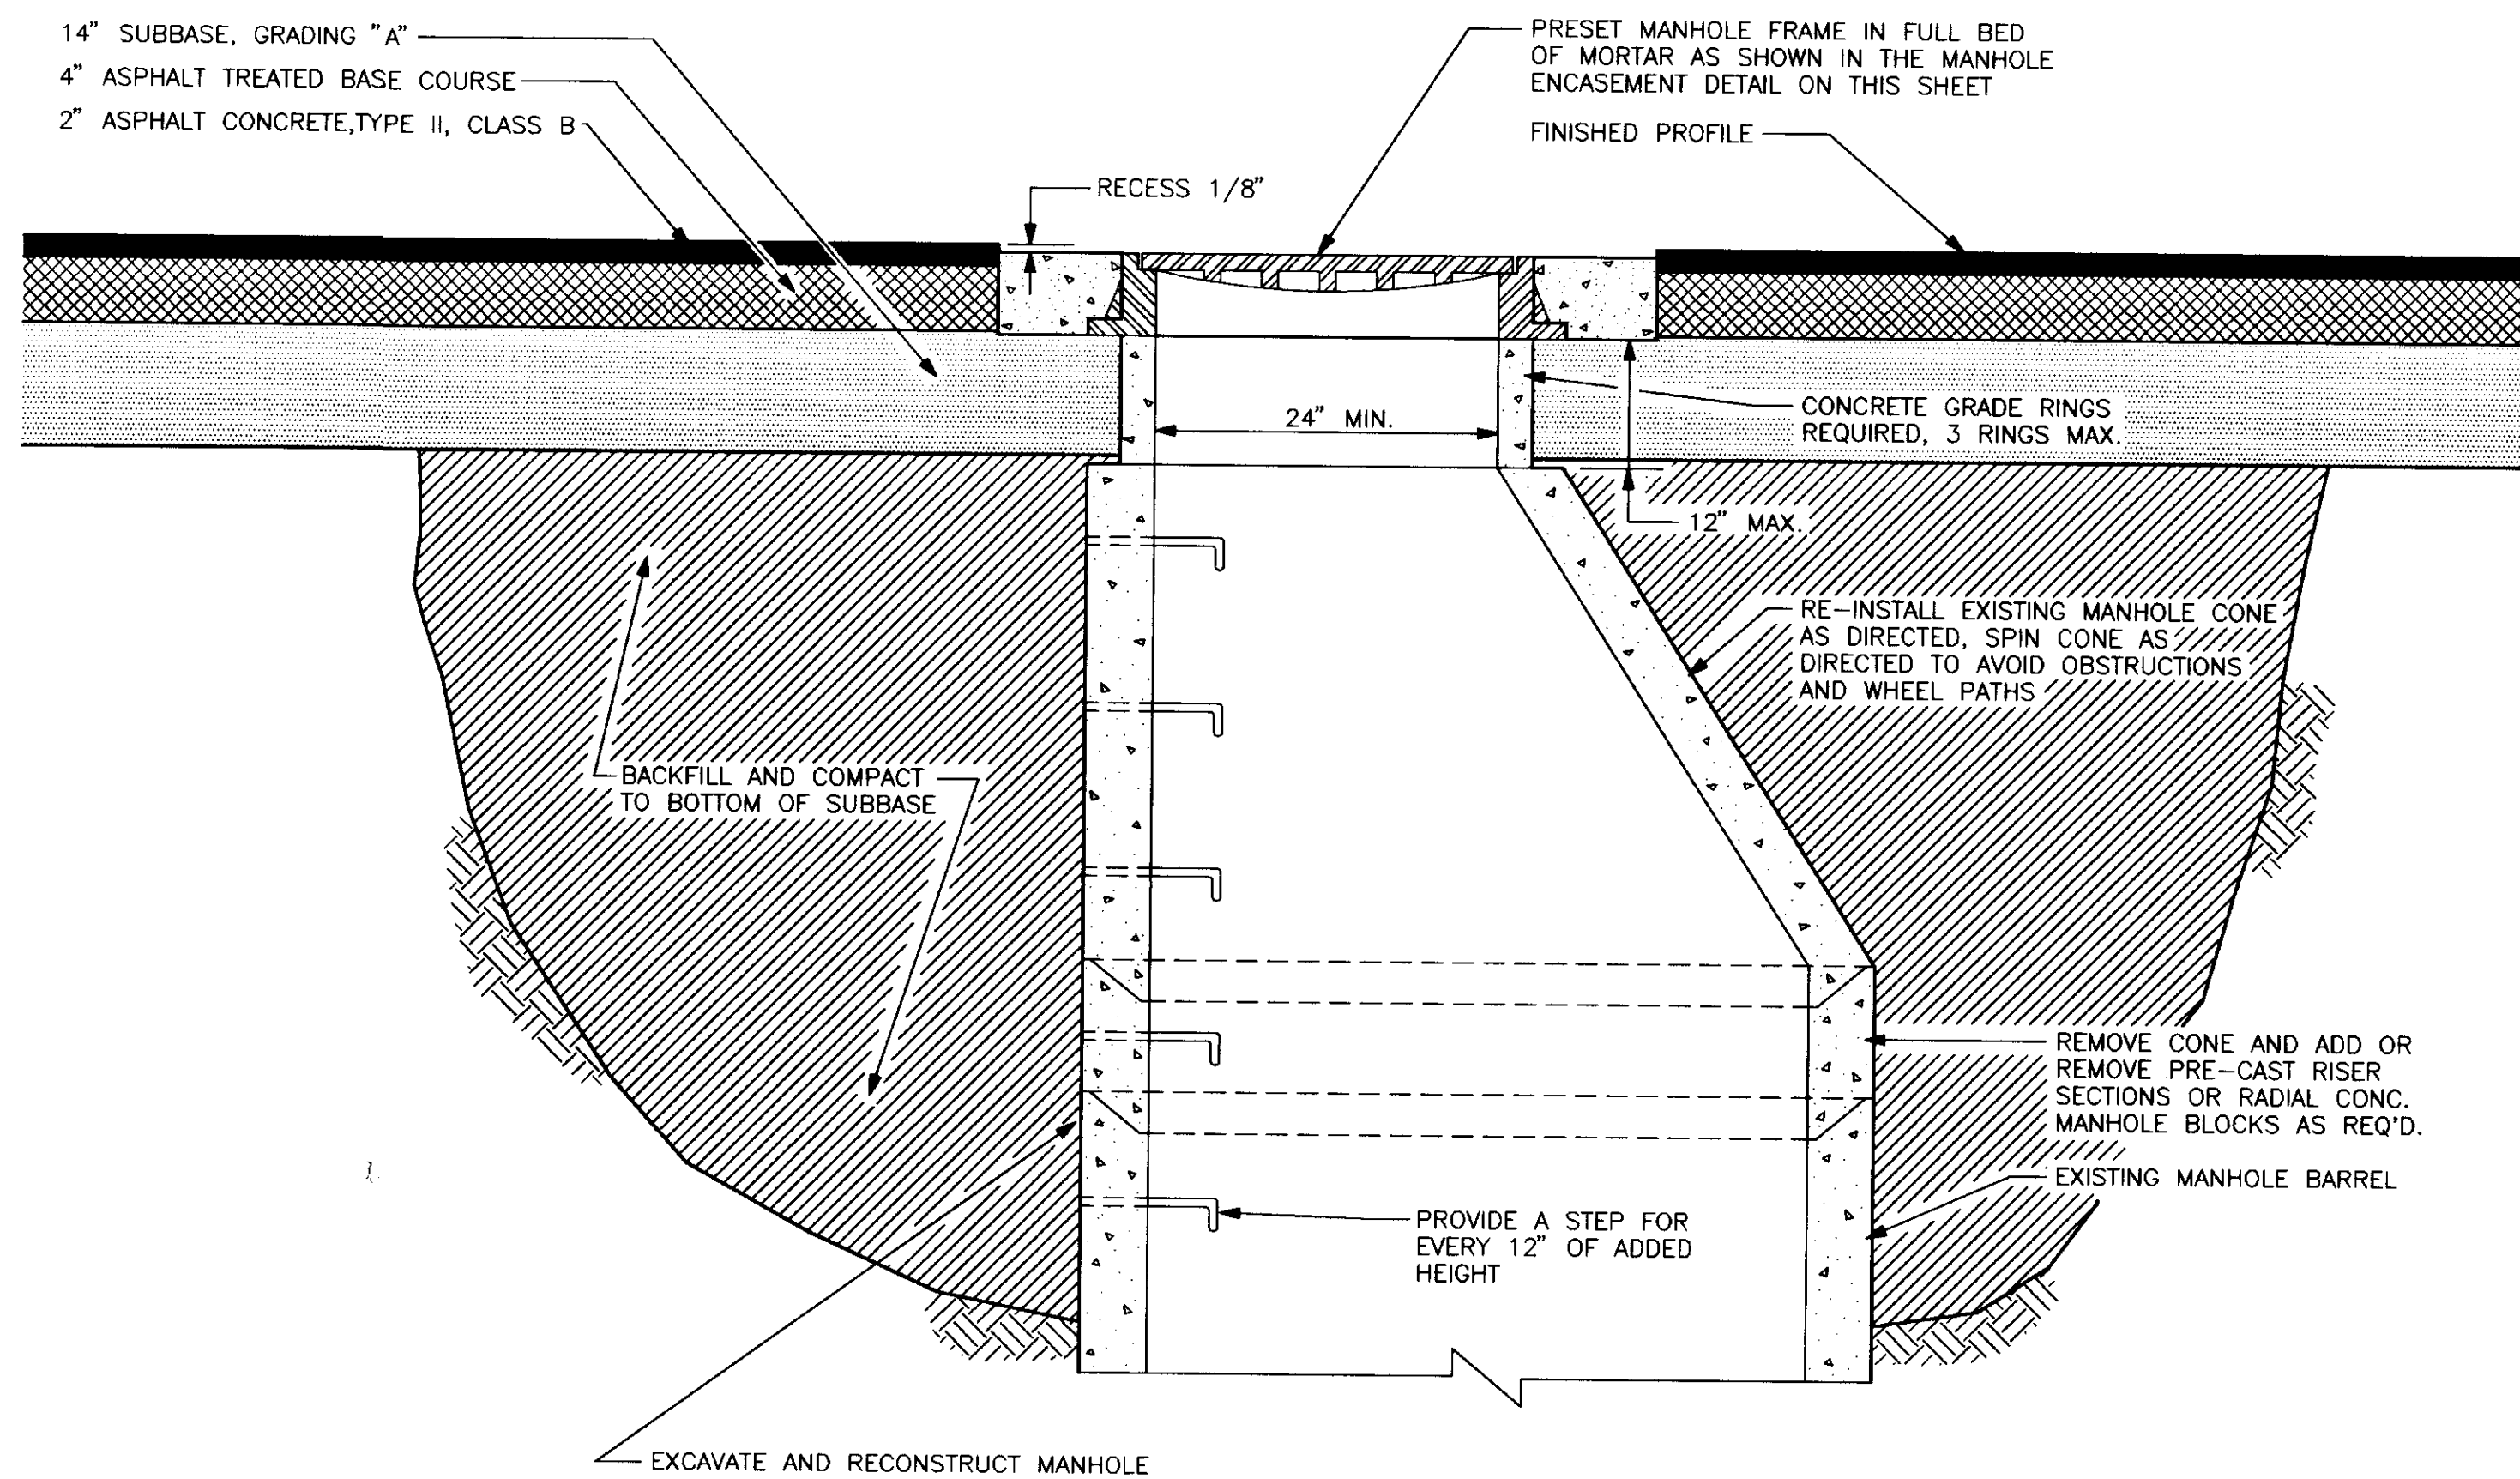 14" SUBBASE, GRADING "A"
4" ASPHALT TREATED BASE COURSE
2" ASPHALT CONCRETE,TYPE II, CLASS B
PRESET MANHOLE FRAME IN FULL BED
OF MORTAR AS SHOWN IN THE MANHOLE
ENCASEMENT DETAIL ON THIS SHEET
FINISHED PROFILE
RECESS 1/8"
24" MIN.
CONCRETE GRADE RINGS
REQUIRED, 3 RINGS MAX.
12" MAX.
RE-INSTALL EXISTING MANHOLE CONE
AS DIRECTED, SPIN CONE AS
DIRECTED TO AVOID OBSTRUCTIONS
AND WHEEL PATHS
BACKFILL AND COMPACT
TO BOTTOM OF SUBBASE
REMOVE CONE AND ADD OR
REMOVE PRE-CAST RISER
SECTIONS OR RADIAL CONC.
MANHOLE BLOCKS AS REQ'D.
EXISTING MANHOLE BARREL
PROVIDE A STEP FOR
EVERY 12" OF ADDED
HEIGHT
EXCAVATE AND RECONSTRUCT MANHOLE